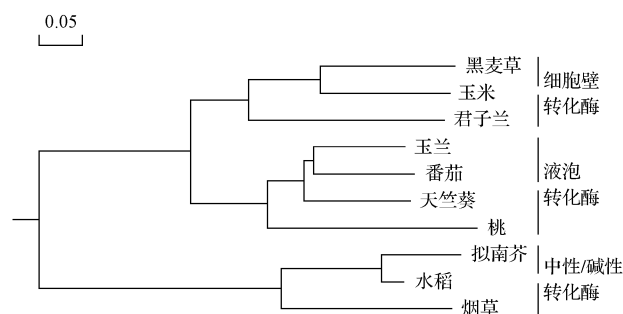 0.05
黑麦草
玉米
君子兰
细胞壁
转化酶
玉兰
番茄
天竺葵
桃
液泡
转化酶
拟南芥
水稻
烟草
中性/碱性
转化酶